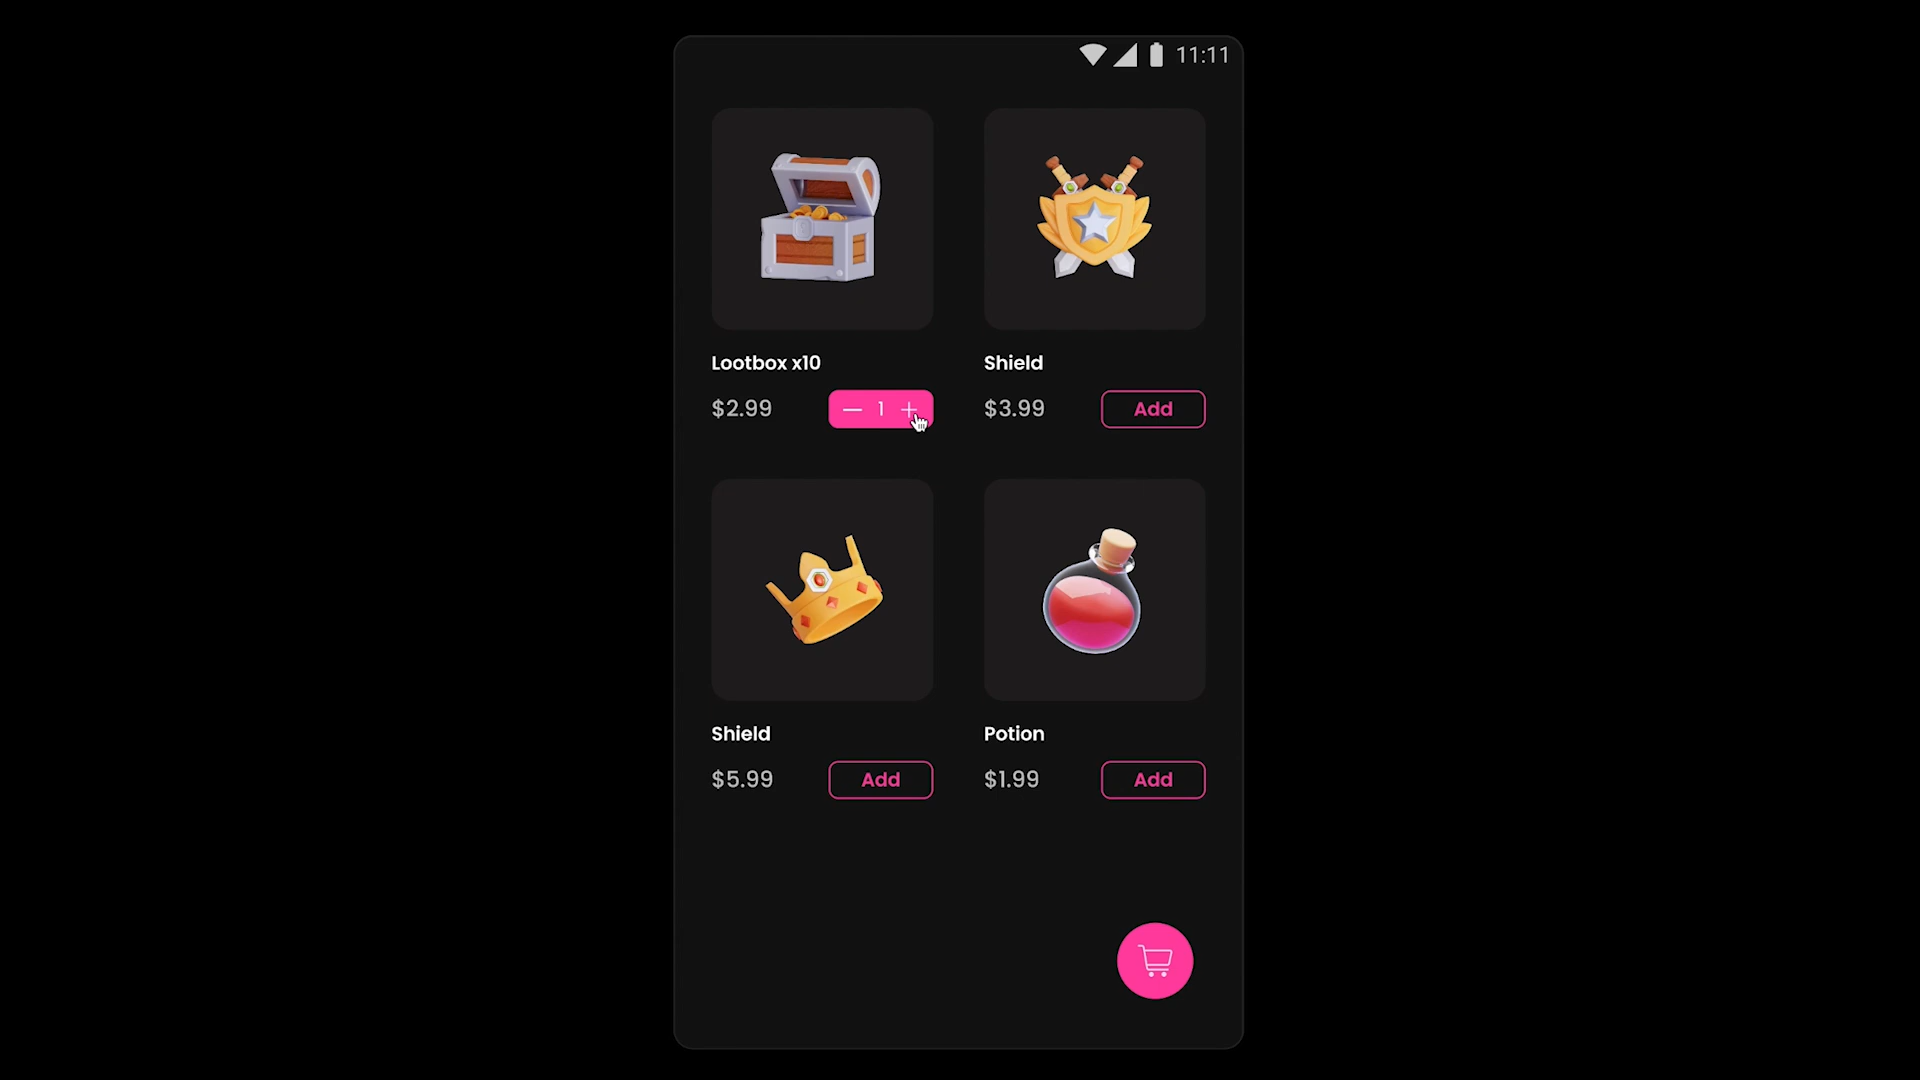 11:11
Lootbox x10
Shield
$2.99
— 1 +
$3.99
Add
Shield
Potion
$5.99
Add
$1.99
Add